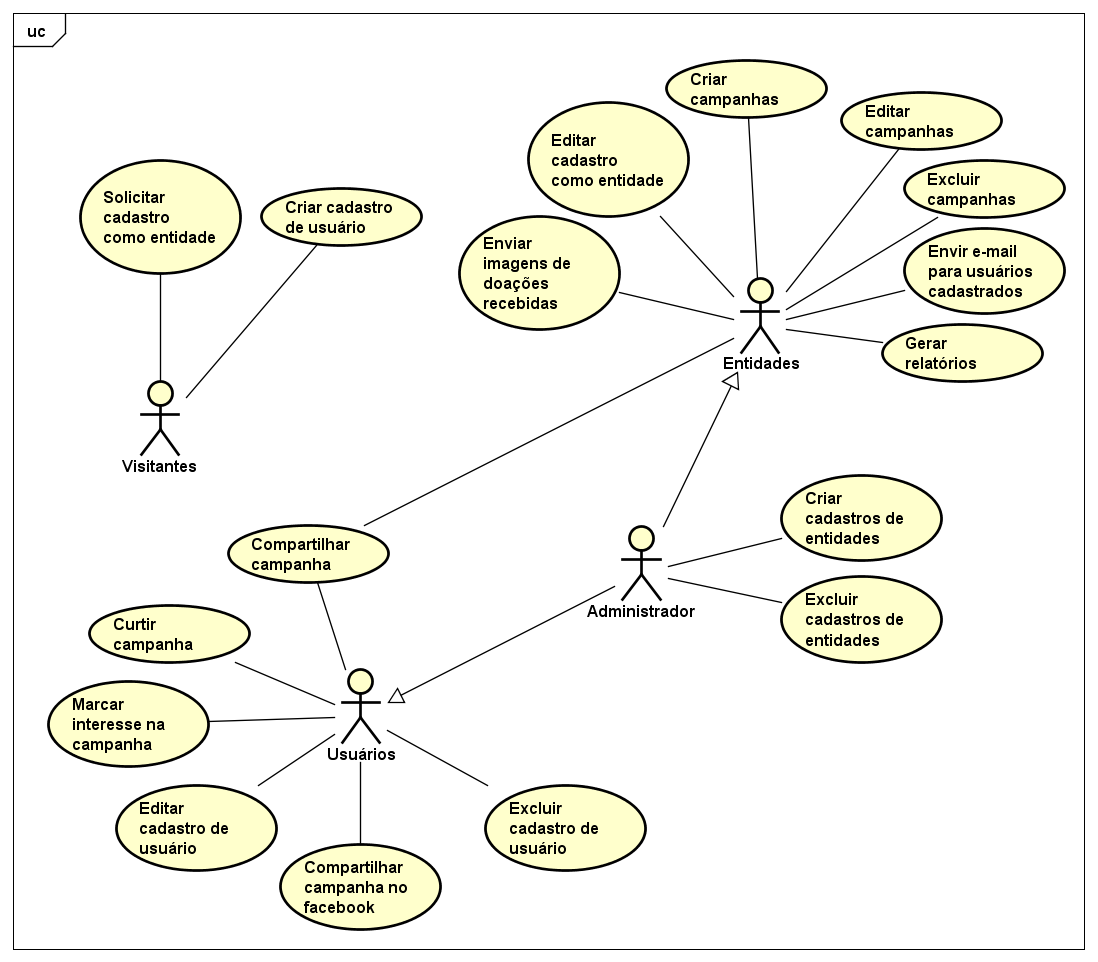 uc
Criar
campanhas
Editar
campanhas
Editar
cadastro
como entidade
Solicitar
cadastro
como entidade
Criar cadastro
de usuário
Excluir
campanhas
Enviar
imagens de
doações
recebidas
Envir e-mail
para usuários
cadastrados
Gerar
relatórios
Entidades
Visitantes
Criar
cadastros de
entidades
Compartilhar
campanha
Administrador
Excluir
cadastros de
entidades
Curtir
campanha
Marcar
interesse na
campanha
Usuários
Editar
cadastro de
usuário
Excluir
cadastro de
usuário
Compartilhar
campanha no
facebook